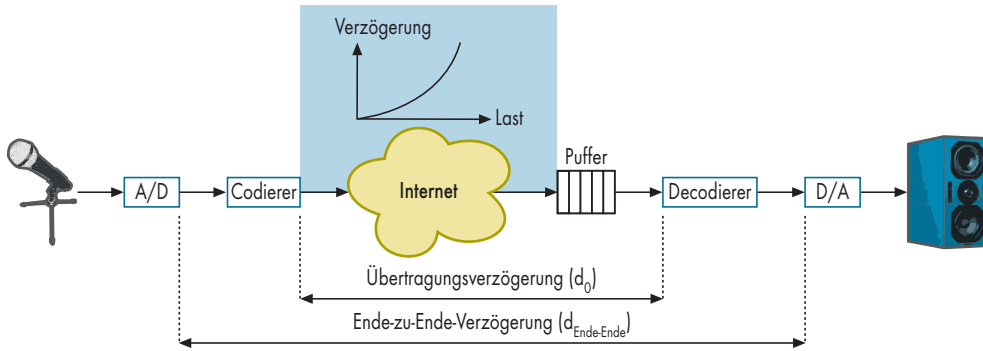 Verzögerung
Last
Puffer
A/D
Codierer
Internet
Decodierer
D/A
Übertragungsverzögerung (d0)
Ende-zu-Ende-Verzögerung (dEnde-Ende)